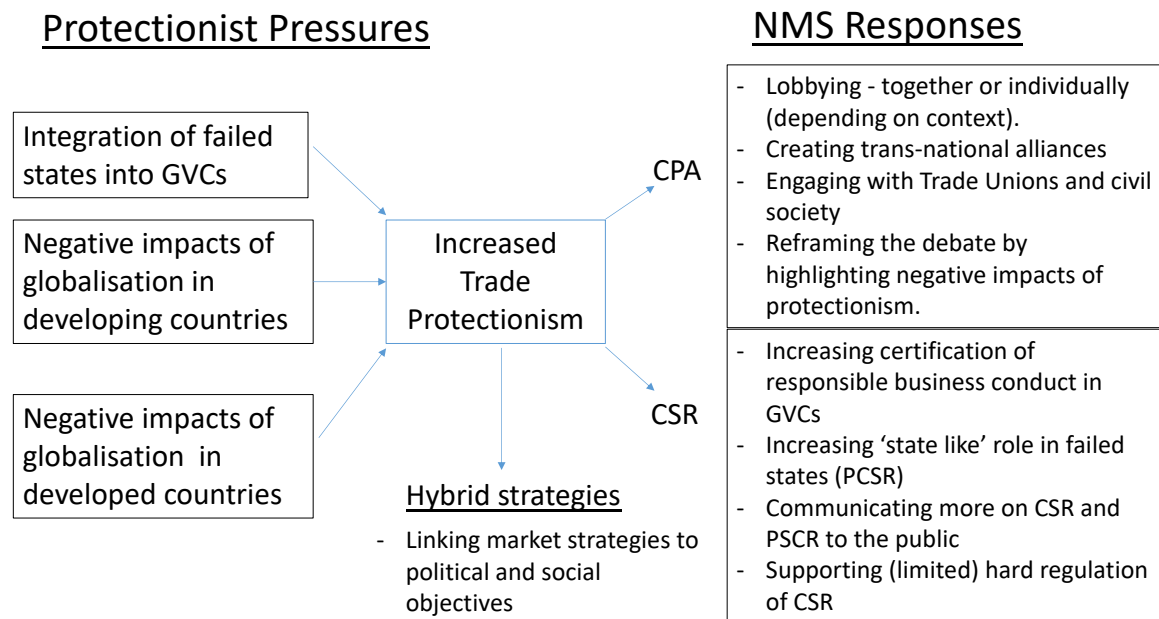 Protectionist Pressures
NMS Responses
Integration of failed
states into GVCs
Negative impacts of
globalisation in
developing countries
Negative impacts of
globalisation in
developed countries
Increased
Trade
Protectionism
CPA
CSR
Hybrid strategies
- Linking market strategies to
political and social
objectives
- Lobbying - together or individually
(depending on context).
- Creating trans-national alliances
- Engaging with Trade Unions and civil
society
- Reframing the debate by
highlighting negative impacts of
protectionism.
- Increasing certification of
responsible business conduct in
GVCs
- Increasing ‘state like’ role in failed
states (PCSR)
- Communicating more on CSR and
PSCR to the public
- Supporting (limited) hard regulation
of CSR